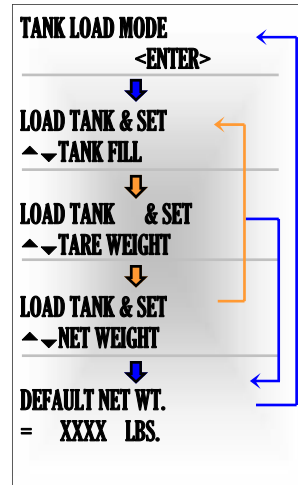 TANK LOAD MODE
<ENTER>
LOAD TANK & SET
TANK FILL
LOAD TANK & SET
TARE WEIGHT
LOAD TANK & SET
NET WEIGHT
DEFAULT NET WT.
= XXXX LBS.